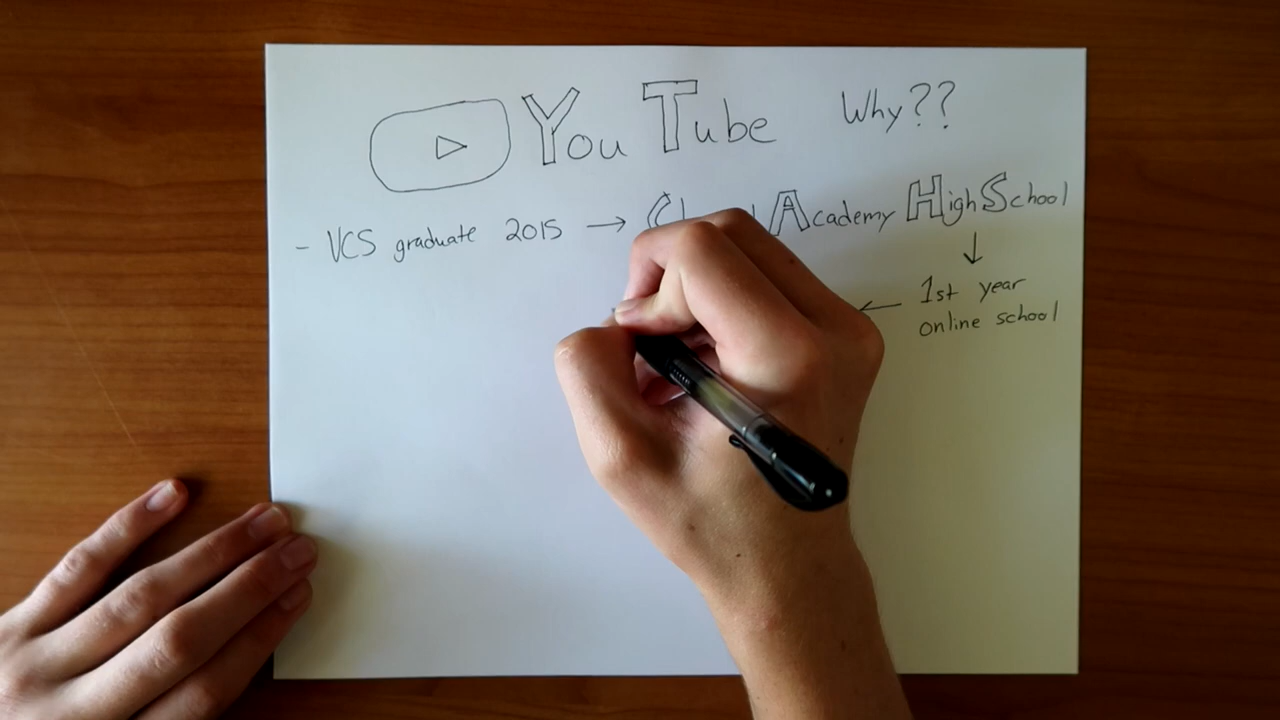 YouTube Why??
- VCS graduate 2015 → Academy High School
↓
← 1st year
online school